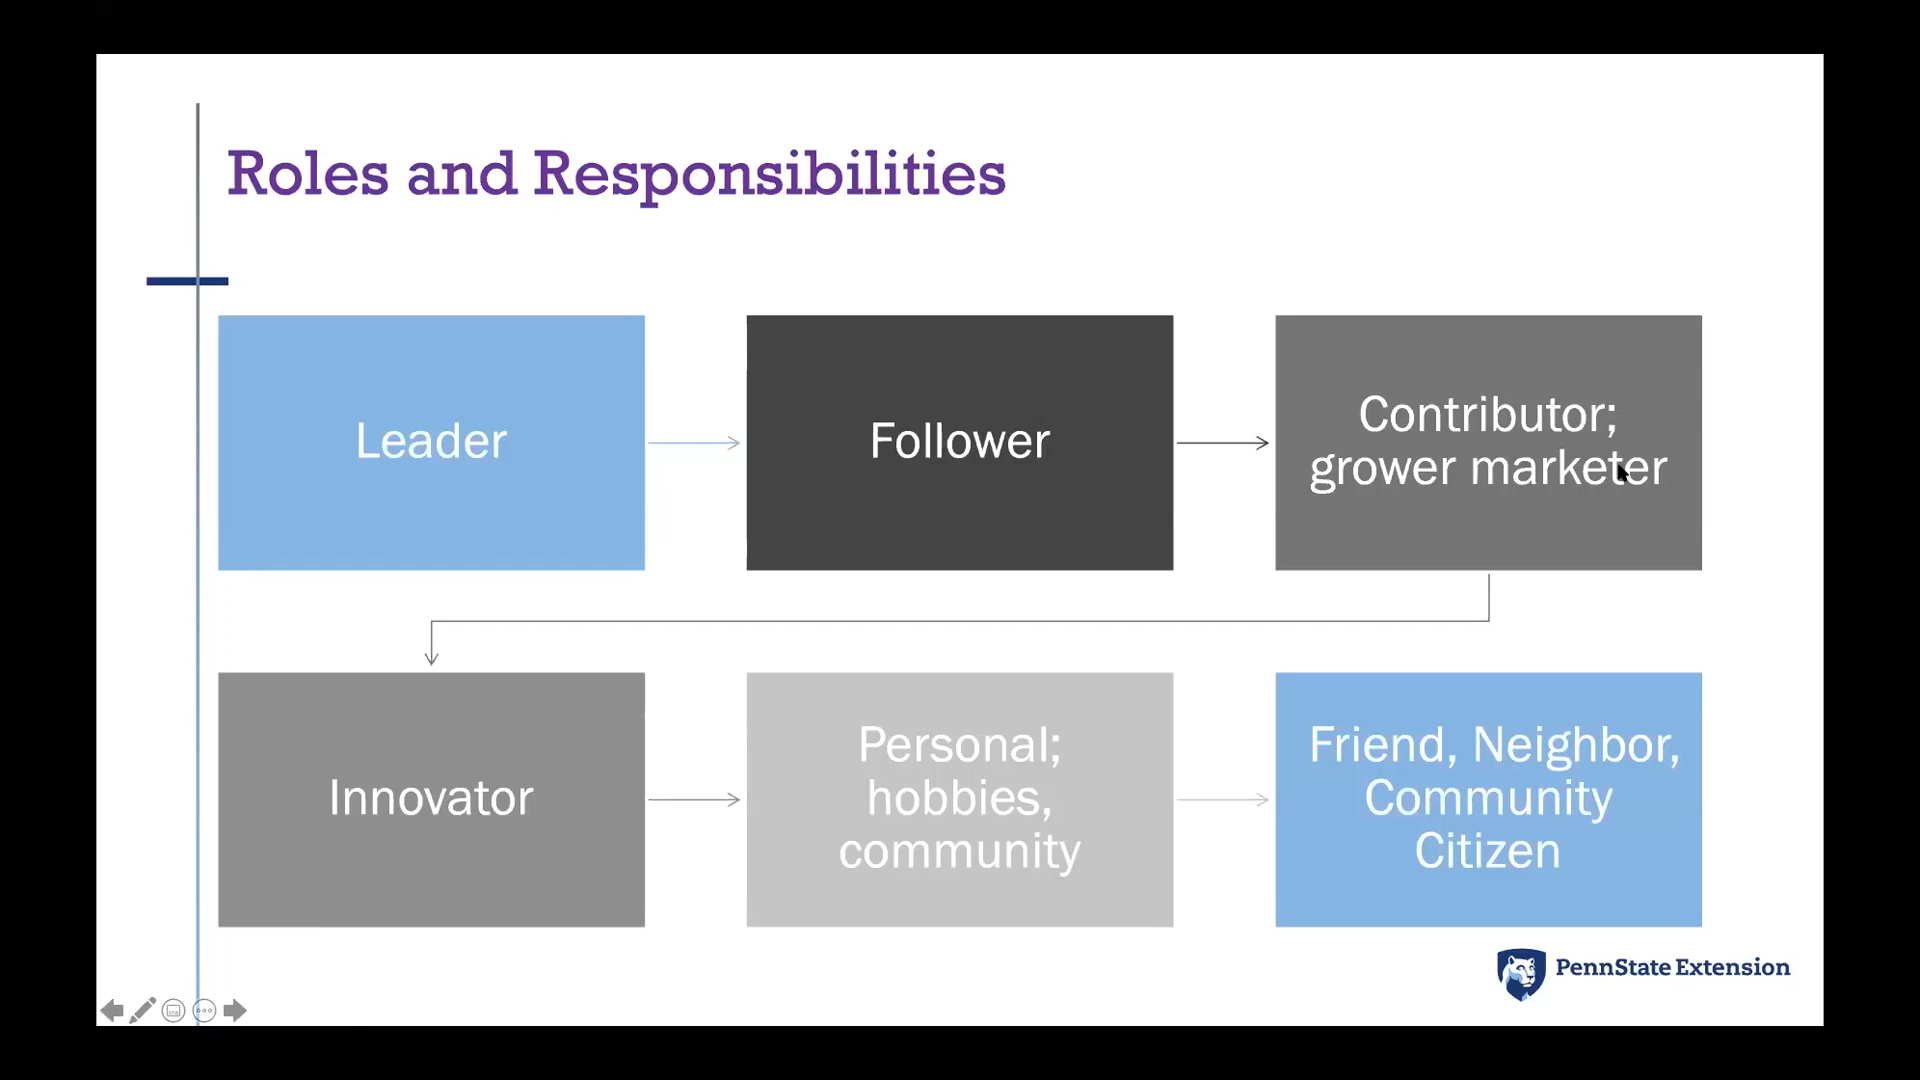 Roles and Responsibilities
Leader
Follower
Contributor;
grower marketer
Innovator
Personal;
hobbies,
community
Friend, Neighbor,
Community
Citizen
PennState Extension